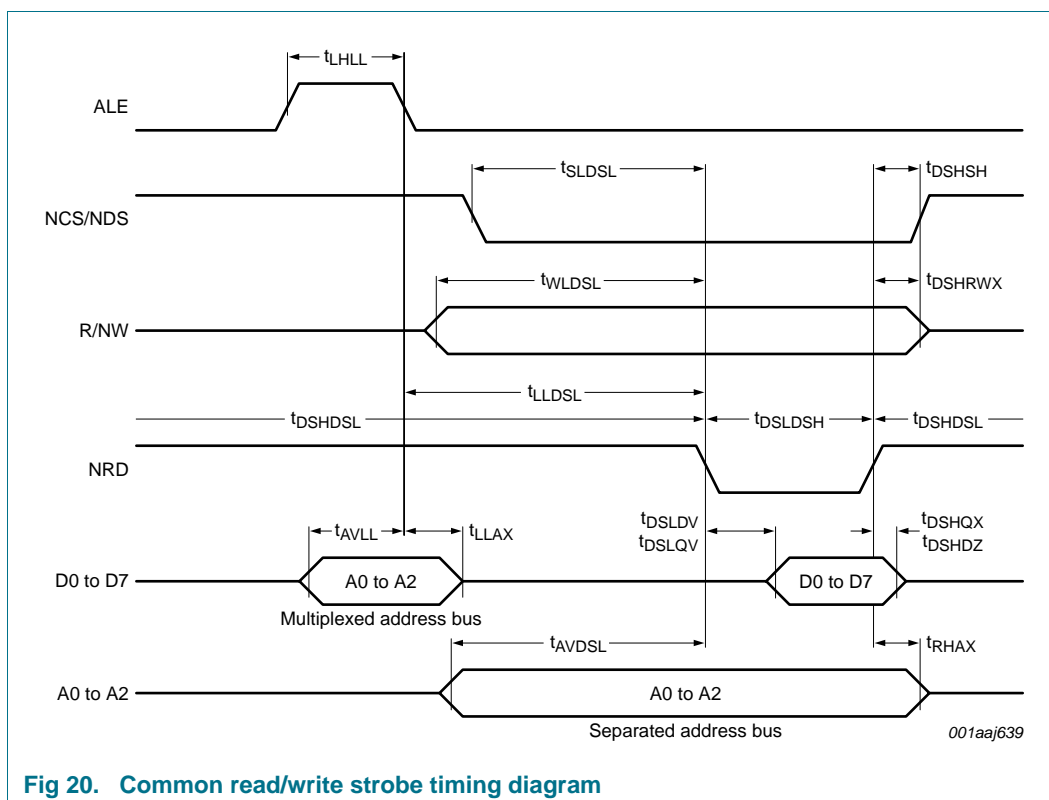 tLHLL
ALE
tSLDSL
tDSHSH
NCS/NDS
tWLDSL
tDSHRWX
R/NW
tLLDSL
tDSHDSL
tDSLDSH
tDSHDSL
NRD
tAVLL
tLLAX
tDSLDV
tDSLQV
tDSHQX
tDSHDZ
D0 to D7
A0 to A2
D0 to D7
Multiplexed address bus
tAVDSL
tRHAX
A0 to A2
A0 to A2
Separated address bus
001aaj639
Fig 20. Common read/write strobe timing diagram